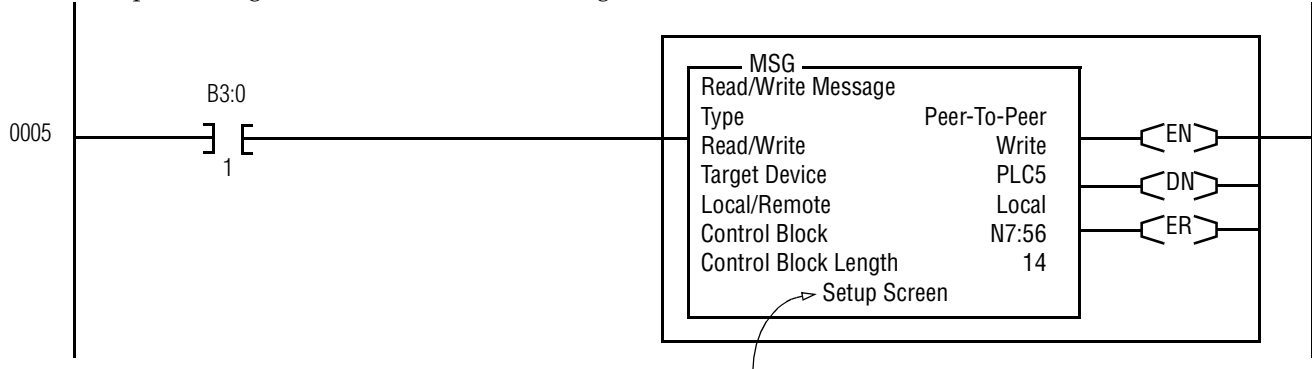 B3:0
0005
1
MSG
Read/Write Message
Type Peer-To-Peer
Read/Write Write
Target Device PLC5
Local/Remote Local
Control Block N7:56
Control Block Length 14
Setup Screen
EN
DN
ER